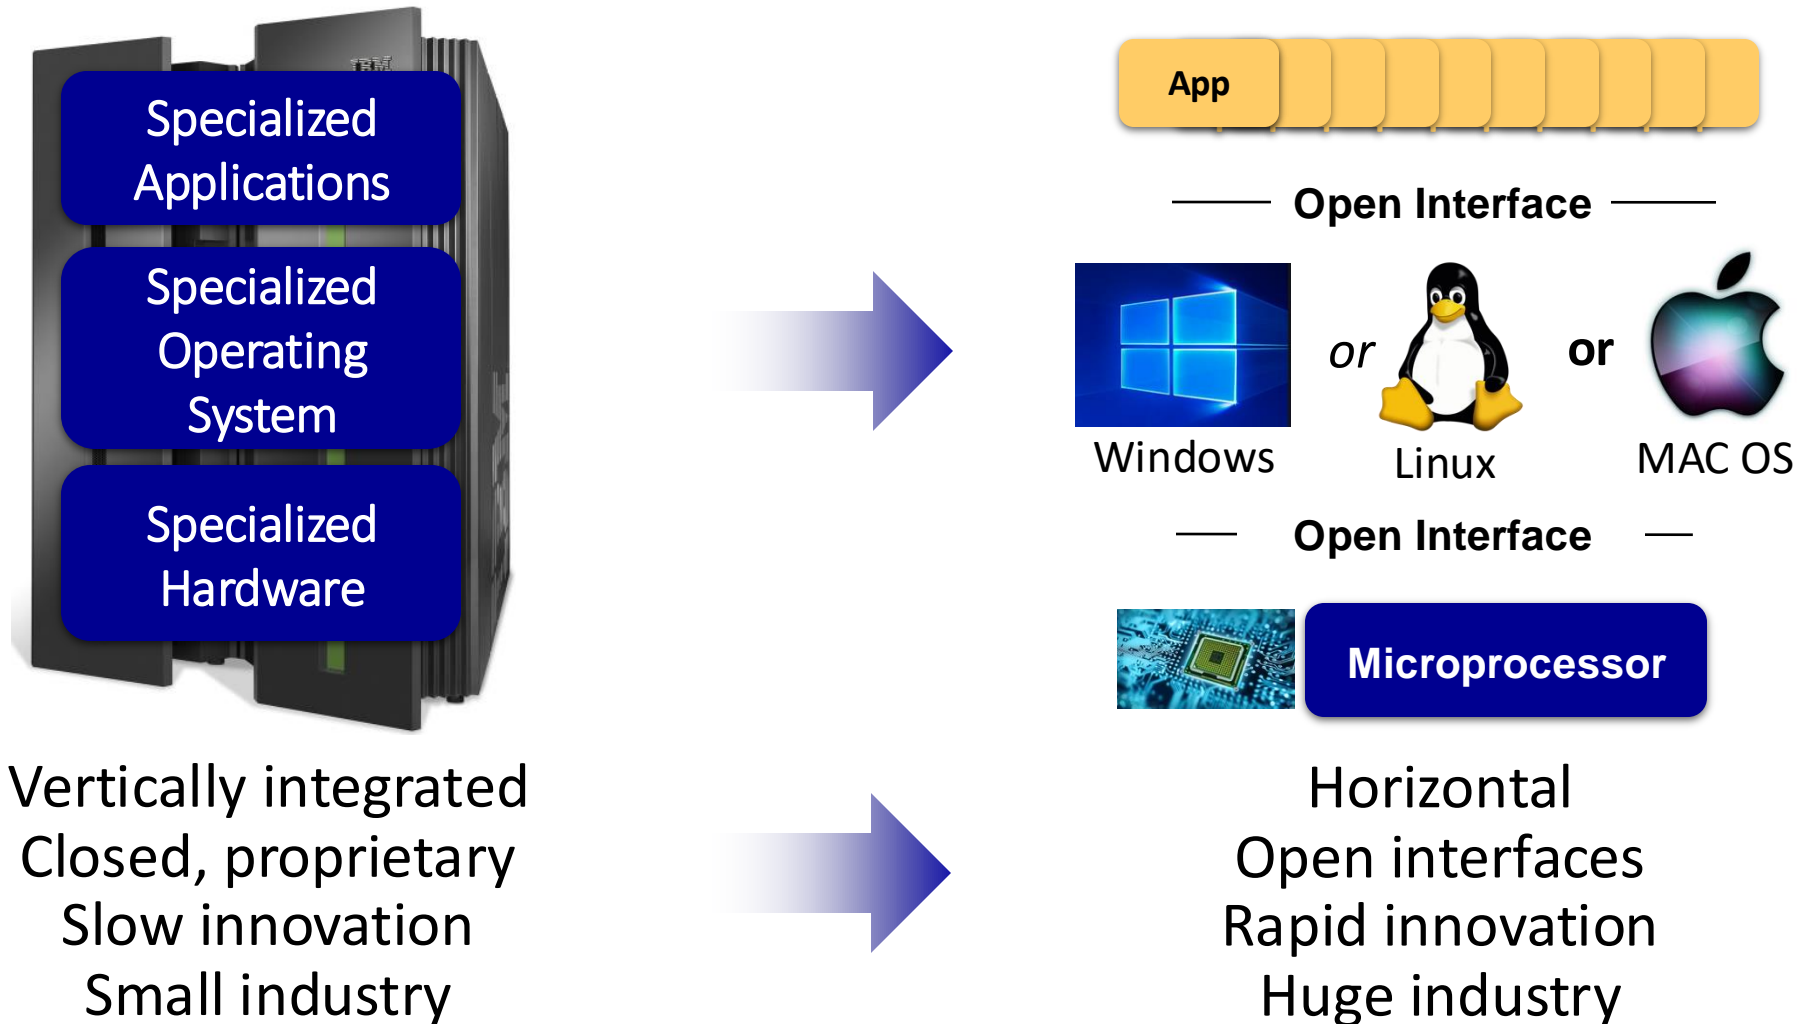 IBM
Specialized
Applications
Specialized
Operating
System
Specialized
Hardware
Vertically integrated
Closed, proprietary
Slow innovation
Small industry
App
Open Interface
or
or
Windows
Linux
MAC OS
Open Interface
Microprocessor
Horizontal
Open interfaces
Rapid innovation
Huge industry